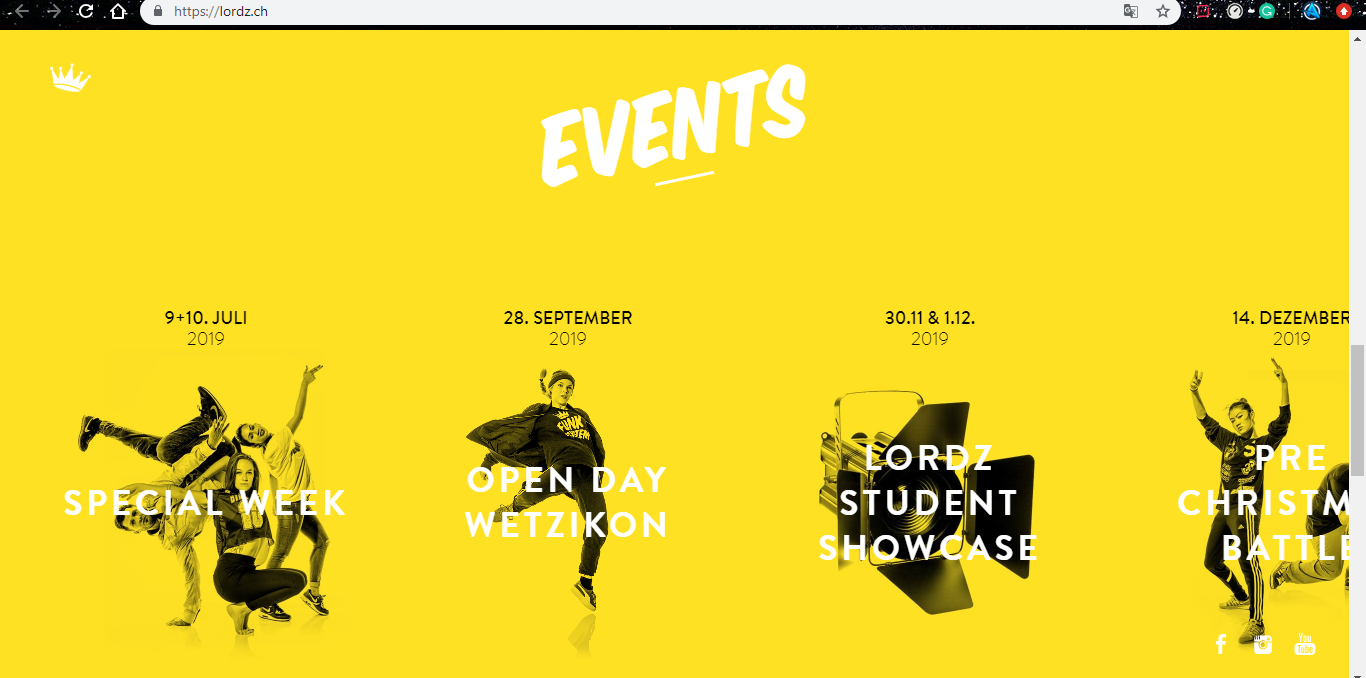 https://lordz.ch
EVENTS
9+10. JULI
2019
SPECIAL WEEK
28. SEPTEMBER
2019
FUNK
OPEN DAY
WETZIKON
30.11 & 1.12.
2019
LORDZ
STUDENT
SHOWCASE
14. DEZEMBER
2019
PRE
CHRISTM
BATTLE
You
Tube